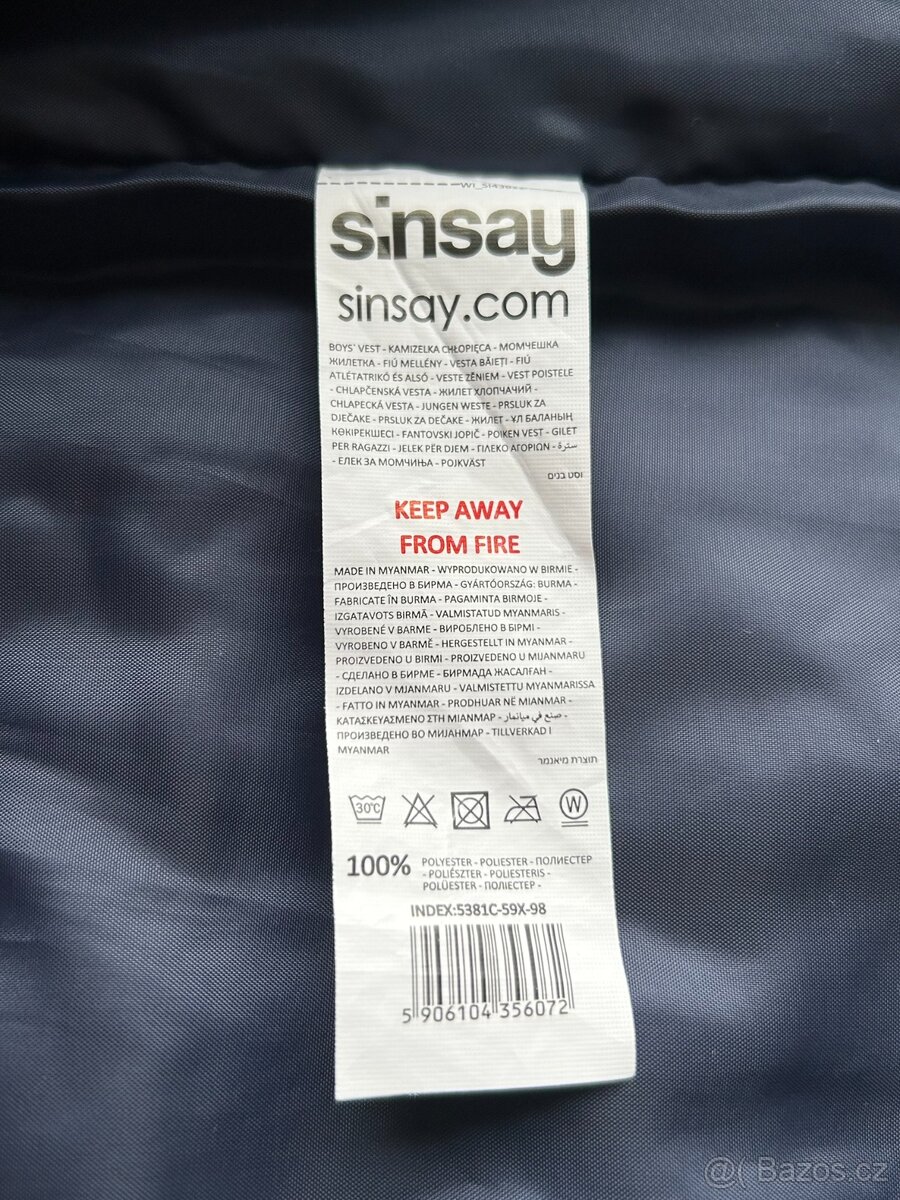 sinsay
sinsay.com
BOYS' VEST - KAMIZELKA CHŁOPIĘCA - МОМЧЕШКА
ЖИЛЕТКА - FIÚ MELLÉNY - VESTA BĂIEȚI - FIÚ
ATLÉTATRIKÓ ÉS ALSÓ - VESTE ZĒNIEM - VEST POISTELE
- CHLAPČENSKÁ VESTA - ЖИЛЕТ ХЛОПЧАЧИЙ -
CHLAPECKÁ VESTA - JUNGEN WESTE - PRSLUK ZA
DJEČAKE - PRSLUK ZA DEČAKE - ЖИЛЕТ - ҰЛ БАЛАНЫҢ
КӨКІРЕКШЕСІ - FANTOVSKI JOPIČ - POIKEN VEST - GILET
PER RAGAZZI - JELEK PËR DJEM - ΓΙΛΕΚΟ ΑΓΟΡΙΩΝ - سترة
- ЕЛЕК ЗА МОМЧИЊА - POJKVÄST
וסט בנים
KEEP AWAY
FROM FIRE
MADE IN MYANMAR - WYPRODUKOWANO W BIRMIE -
ПРОИЗВЕДЕНО В БИРМА - GYÁRTÓORSZÁG: BURMA -
FABRICATE ÎN BURMA - PAGAMINTA BIRMOJE -
IZGATAVOTS BIRMĀ - VALMISTATUD MYANMARIS -
VYROBENÉ V BARME - ВИРОБЛЕНО В БІРМІ -
VYROBENO V BARMĚ - HERGESTELLT IN MYANMAR -
PROIZVEDENO U BIRMI - PROIZVEDENO U MIJANMARU
- СДЕЛАНО В БИРМЕ - БИРМАДА ЖАСАЛҒАН -
IZDELANO V MJANMARU - VALMISTETTU MYANMARISSA
- FATTO IN MYANMAR - PRODHUAR NË MIANMAR -
ΚΑΤΑΣΚΕΥΑΣΜΕΝΟ ΣΤΗ ΜΙΑΝΜΑΡ - صنع في ميانمار -
ПРОИЗВЕДЕНО ВО МИЈАНМАР - TILLVERKAD I
MYANMAR
תוצרת מיאנמר
30°C W
100% POLYESTER - POLIESTER - ПОЛИЕСТЕР
- POLIÉSZTER - POLIESTERIS -
POLÜESTER - ПОЛІЕСТЕР -
INDEX:5381C-59X-98
5 906104 356072
@( Bazos.cz